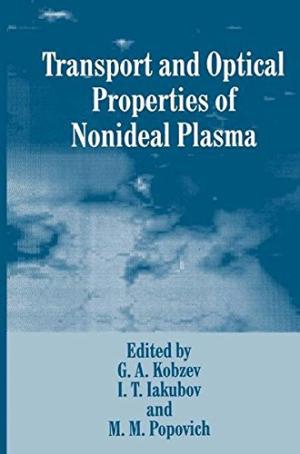 Transport and Optical
Properties of
Nonideal Plasma
Edited by
G. A. Kobzev
I. T. Iakubov
and
M. M. Popovich